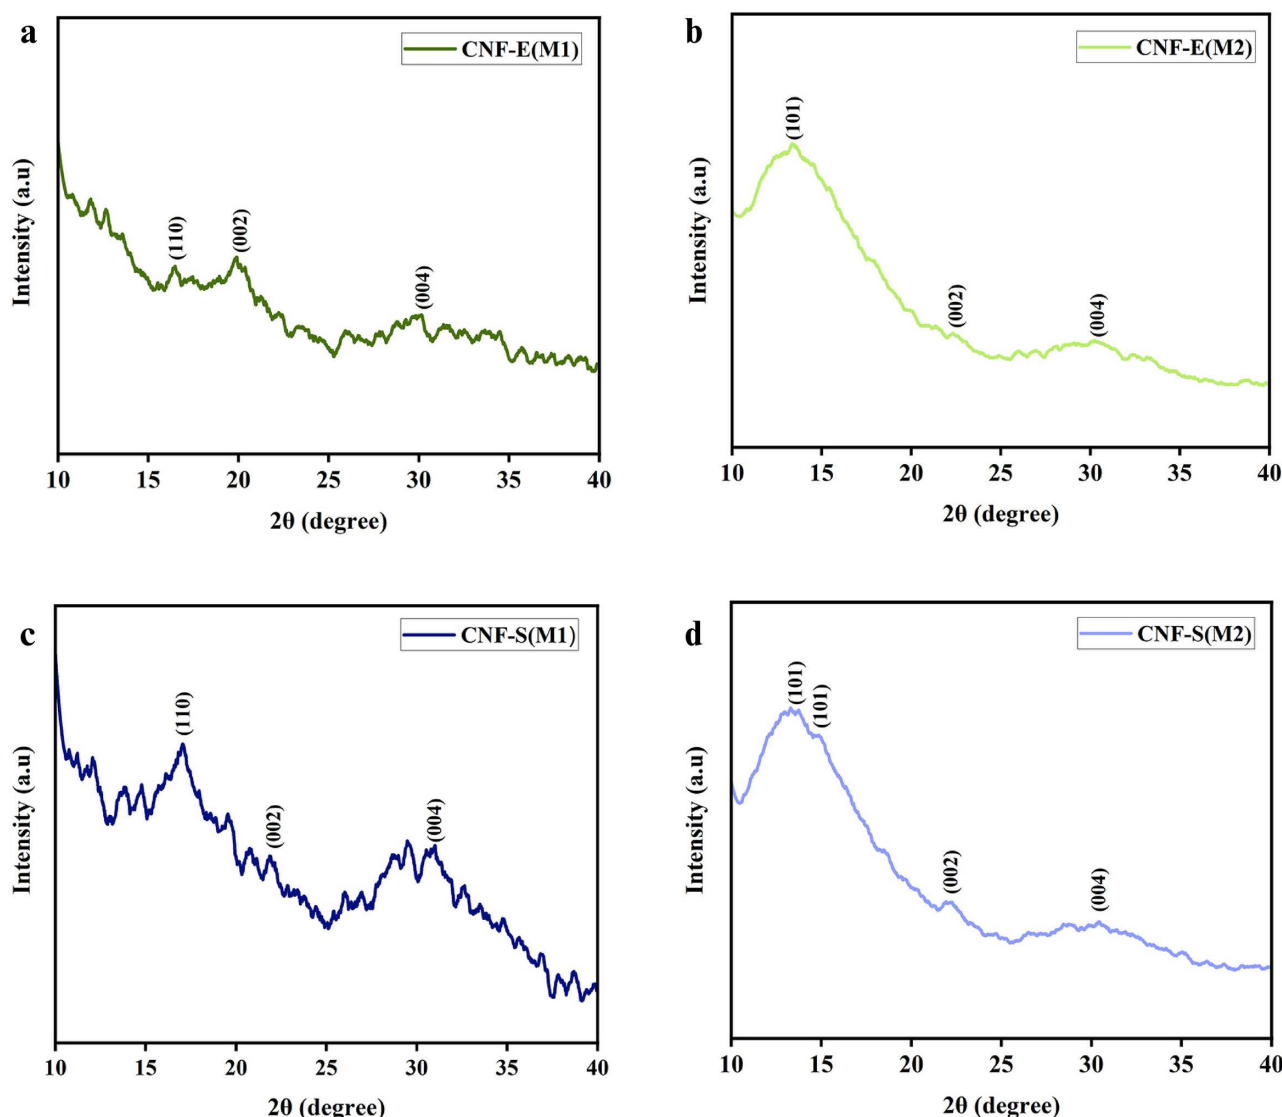 a
CNF-E(M1)
(110)
(002)
(004)
Intensity (a.u)
10 15 20 25 30 35 40
2θ (degree)
b
CNF-E(M2)
(101)
(002)
(004)
Intensity (a.u)
10 15 20 25 30 35 40
2θ (degree)
c
CNF-S(M1)
(110)
(002)
(004)
Intensity (a.u)
10 15 20 25 30 35 40
2θ (degree)
d
CNF-S(M2)
(101)
(101)
(002)
(004)
Intensity (a.u)
10 15 20 25 30 35 40
2θ (degree)